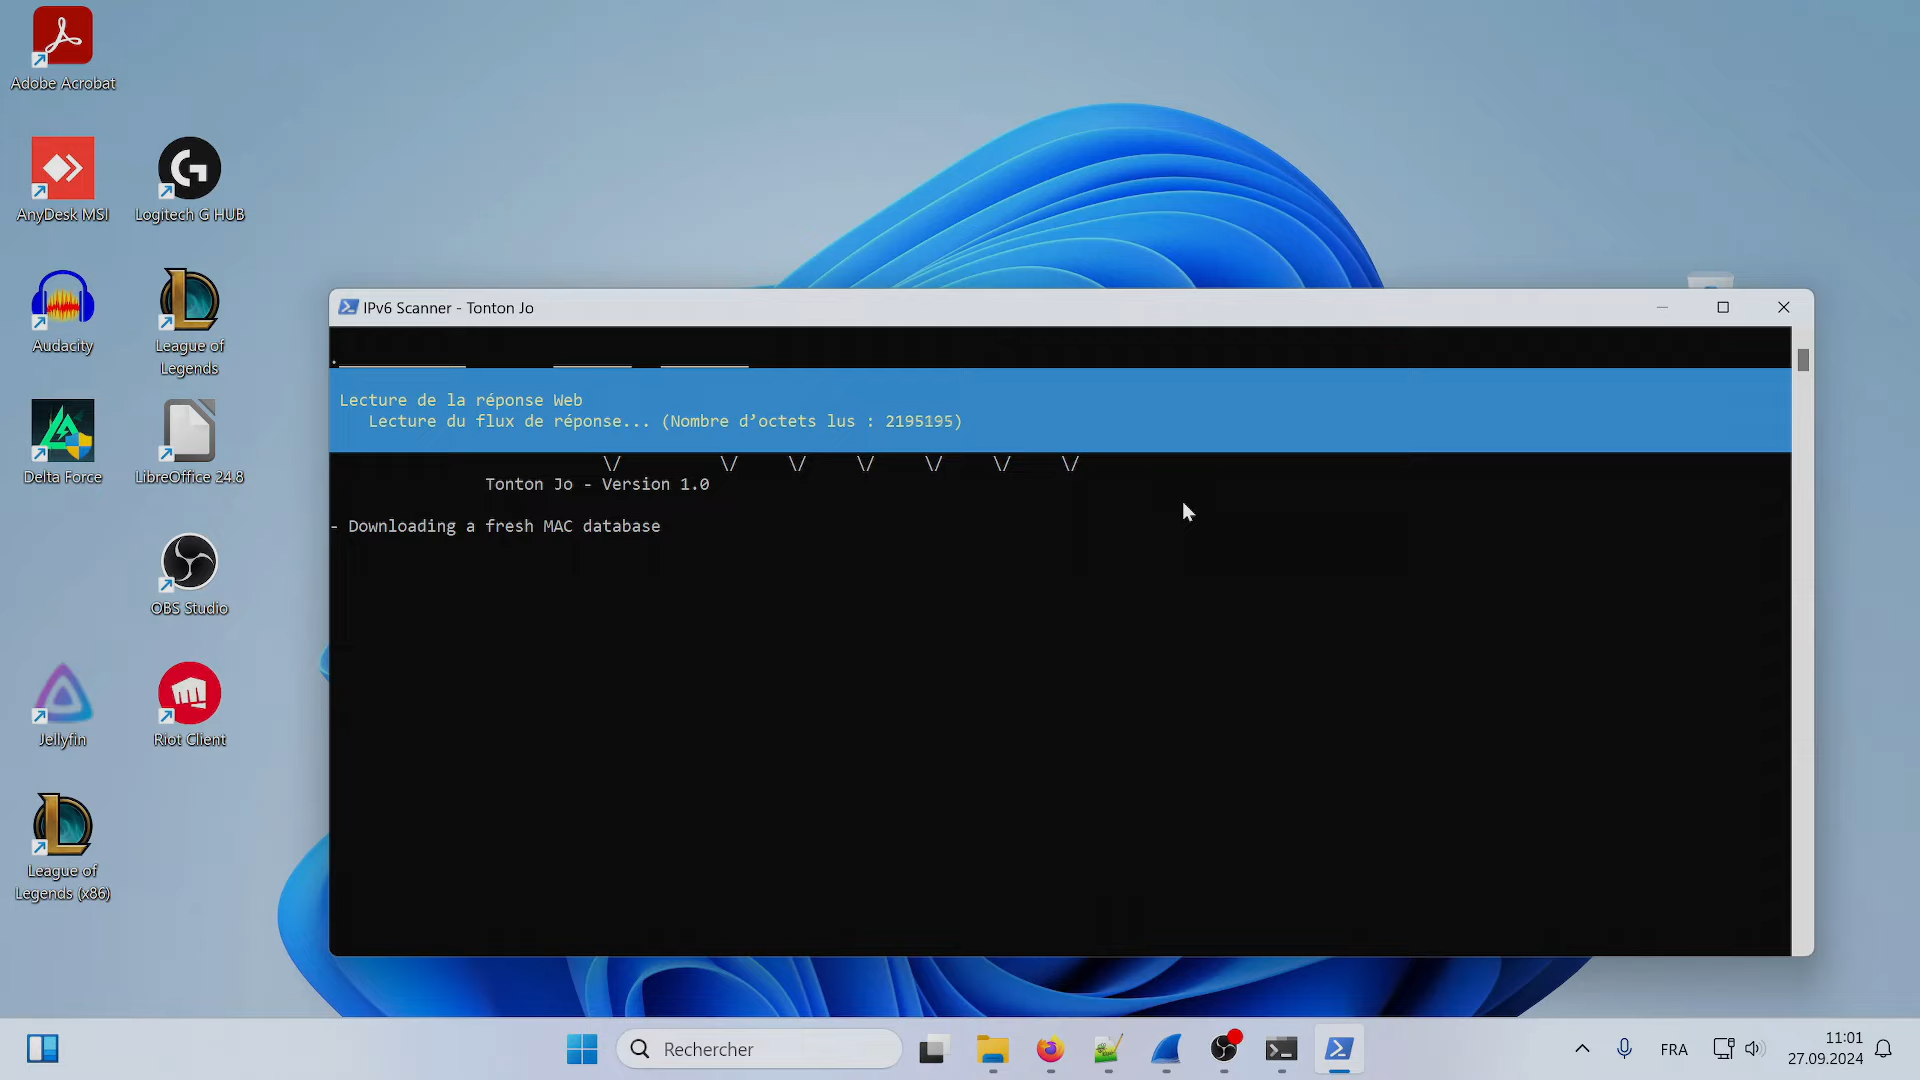 Adobe Acrobat
AnyDesk MSI
Logitech G HUB
Audacity
League of
Legends
Delta Force
LibreOffice 24.8
OBS Studio
Jellyfin
Riot Client
League of
Legends (x86)
IPv6 Scanner - Tonton Jo
Lecture de la réponse Web
Lecture du flux de réponse... (Nombre d’octets lus : 2195195)
\/ \/ \/ \/ \/ \/ \/
Tonton Jo - Version 1.0
- Downloading a fresh MAC database
Rechercher
FRA
11:01
27.09.2024